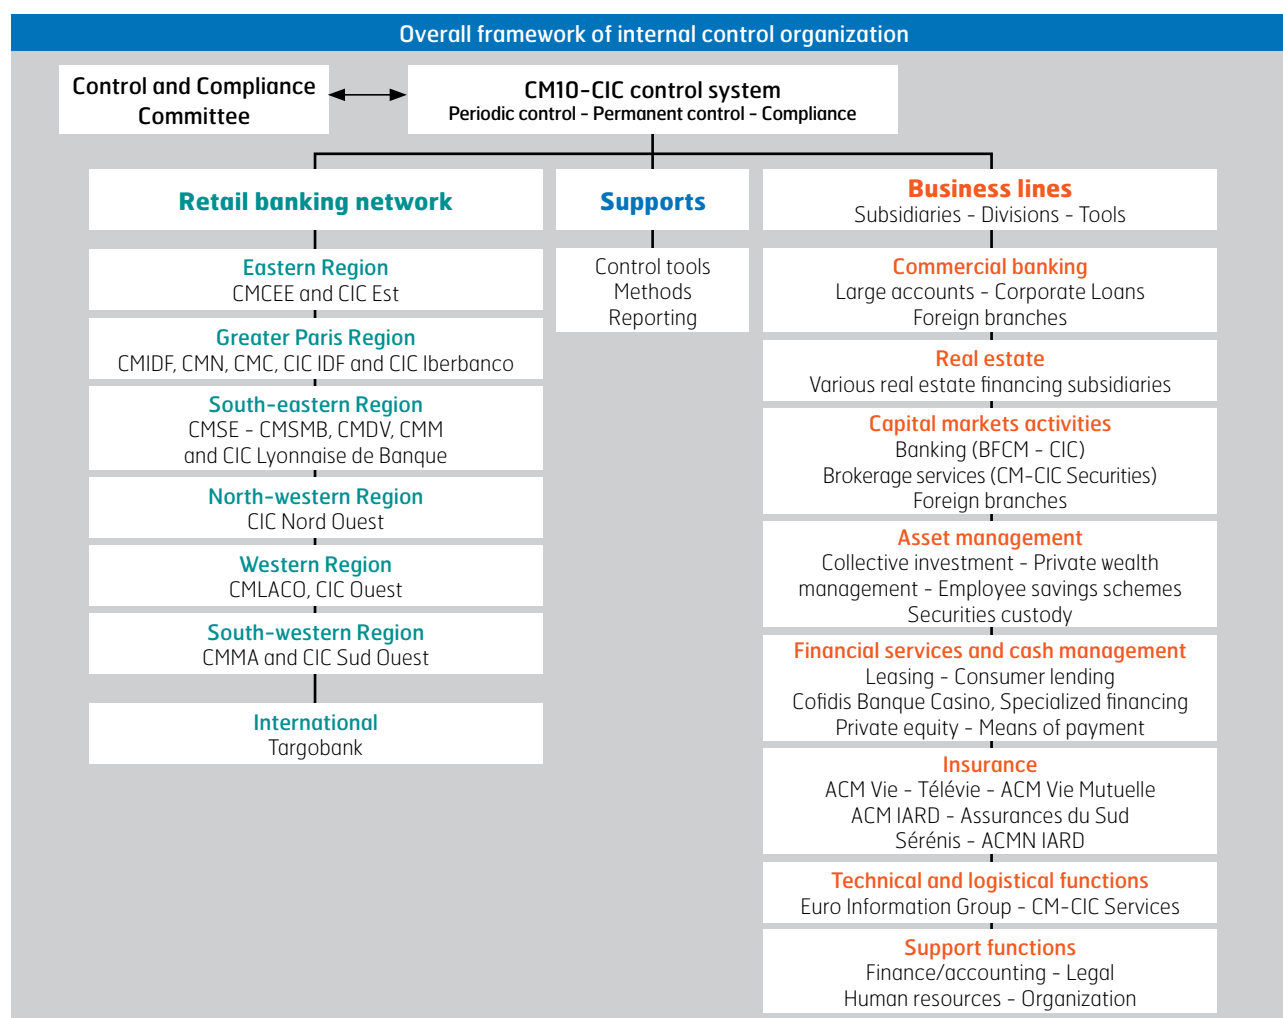 Overall framework of internal control organization
Control and Compliance
Committee
CM10-CIC control system
Periodic control - Permanent control - Compliance
Retail banking network
Eastern Region
CMCEE and CIC Est
Greater Paris Region
CMIDF, CMN, CMC, CIC IDF and CIC Iberbanco
South-eastern Region
CMSE - CMSMB, CMDV, CMM
and CIC Lyonnaise de Banque
North-western Region
CIC Nord Ouest
Western Region
CMLACO, CIC Ouest
South-western Region
CMMA and CIC Sud Ouest
International
Targobank
Supports
Control tools
Methods
Reporting
Business lines
Subsidiaries - Divisions - Tools
Commercial banking
Large accounts - Corporate Loans
Foreign branches
Real estate
Various real estate financing subsidiaries
Capital markets activities
Banking (BFCM - CIC)
Brokerage services (CM-CIC Securities)
Foreign branches
Asset management
Collective investment - Private wealth
management - Employee savings schemes
Securities custody
Financial services and cash management
Leasing - Consumer lending
Cofidis Banque Casino, Specialized financing
Private equity - Means of payment
Insurance
ACM Vie - Télévie - ACM Vie Mutuelle
ACM IARD - Assurances du Sud
Sérénis - ACMN IARD
Technical and logistical functions
Euro Information Group - CM-CIC Services
Support functions
Finance/accounting - Legal
Human resources - Organization